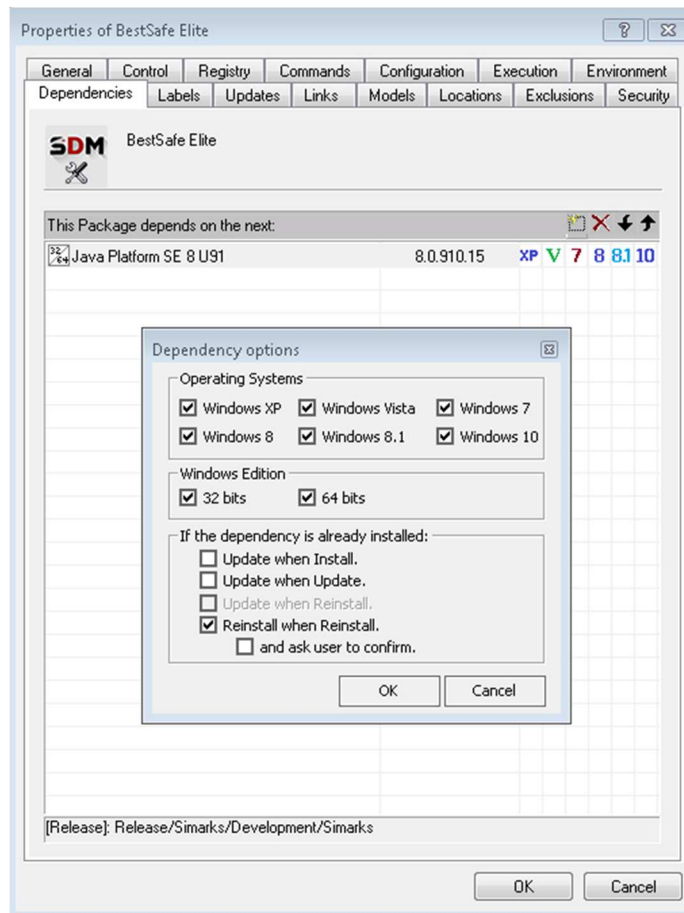 Properties of BestSafe Elite
General Control Registry Commands Configuration Execution Environment
Dependencies Labels Updates Links Models Locations Exclusions Security
SDM BestSafe Elite
This Package depends on the next:
32/64 Java Platform SE 8 U91 8.0.910.15 XP V 7 8 8.1 10
Dependency options
Operating Systems
Windows XP Windows Vista Windows 7
Windows 8 Windows 8.1 Windows 10
Windows Edition
32 bits 64 bits
If the dependency is already installed:
Update when Install.
Update when Update.
Update when Reinstall.
Reinstall when Reinstall.
and ask user to confirm.
OK Cancel
[Release]: Release/Simarks/Development/Simarks
OK Cancel